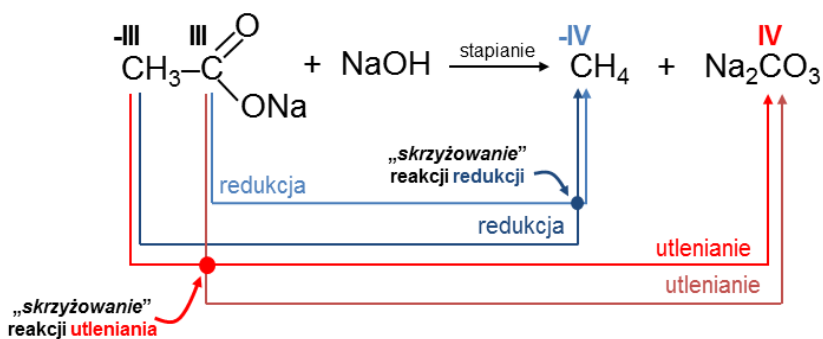 -III III -IV IV
O
CH₃-C + NaOH stapianie CH₄ + Na₂CO₃
ONa
„skrzyżowanie”
reakcji redukcji
redukcja
redukcja
utlenianie
utlenianie
„skrzyżowanie”
reakcji utleniania